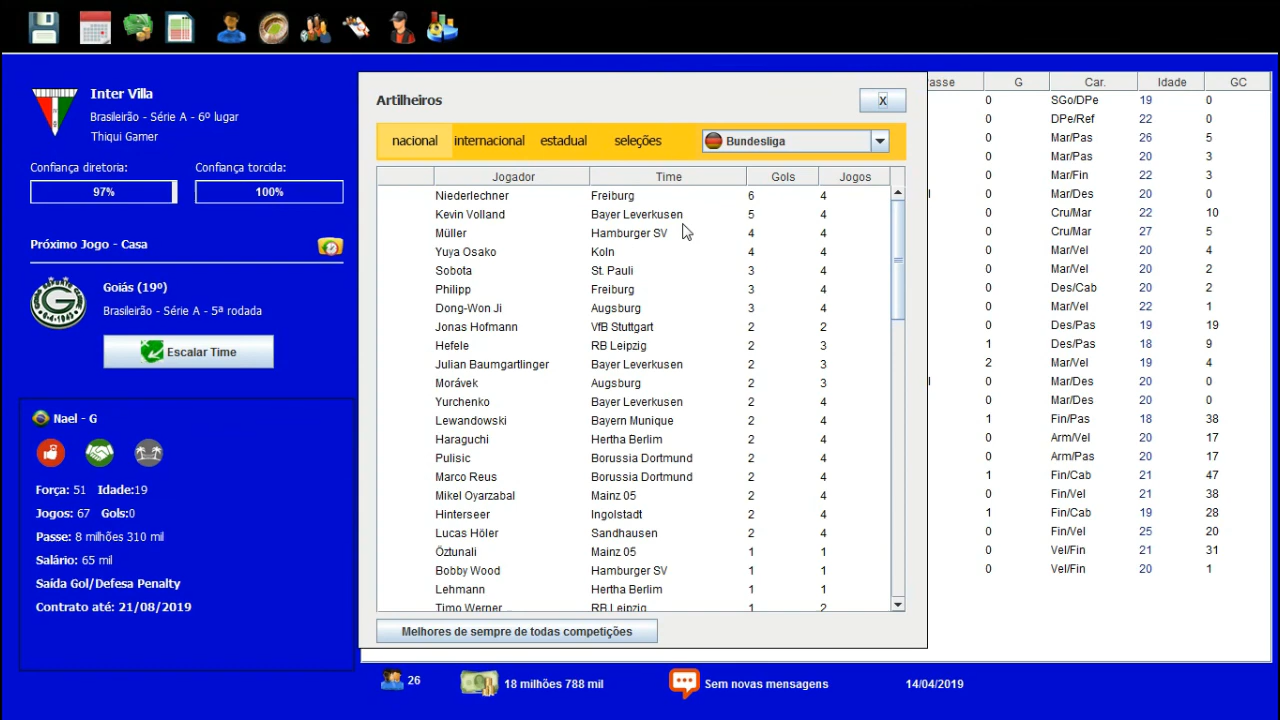 Inter Villa
Brasileirão - Série A - 6º lugar
Thiqui Gamer
Confiança diretoria: Confiança torcida:
97% 100%
Próximo Jogo - Casa
Goiás (19º)
Brasileirão - Série A - 5ª rodada
Escalar Time
Nael - G
Força: 51 Idade:19
Jogos: 67 Gols:0
Passe: 8 milhões 310 mil
Salário: 65 mil
Saída Gol/Defesa Penalty
Contrato até: 21/08/2019
Artilheiros X
nacional internacional estadual seleções Bundesliga
Jogador Time Gols Jogos
Niederlechner Freiburg 6 4
Kevin Volland Bayer Leverkusen 5 4
Müller Hamburger SV 4 4
Yuya Osako Koln 4 4
Sobota St. Pauli 3 4
Philipp Freiburg 3 4
Dong-Won Ji Augsburg 3 4
Jonas Hofmann VfB Stuttgart 2 2
Hefele RB Leipzig 2 3
Julian Baumgartlinger Bayer Leverkusen 2 3
Morávek Augsburg 2 3
Yurchenko Bayer Leverkusen 2 4
Lewandowski Bayern Munique 2 4
Haraguchi Hertha Berlim 2 4
Pulisic Borussia Dortmund 2 4
Marco Reus Borussia Dortmund 2 4
Mikel Oyarzabal Mainz 05 2 4
Hinterseer Ingolstadt 2 4
Lucas Höler Sandhausen 2 4
Öztunali Mainz 05 1 1
Bobby Wood Hamburger SV 1 1
Lehmann Hertha Berlim 1 1
Timo Werner RB Leipzig 1 2
Melhores de sempre de todas competições
asse G Car. Idade GC
0 SGo/DPe 19 0
0 DPe/Ref 22 0
0 Mar/Pas 26 5
0 Mar/Pas 20 3
0 Mar/Fin 22 3
0 Mar/Des 20 0
0 Cru/Mar 22 10
0 Cru/Mar 27 5
0 Mar/Vel 20 4
0 Mar/Vel 20 2
0 Des/Cab 20 2
0 Mar/Vel 22 1
0 Des/Pas 19 19
1 Des/Pas 18 9
2 Mar/Vel 19 4
0 Mar/Des 20 0
0 Mar/Des 20 0
1 Fin/Pas 18 38
0 Arm/Vel 20 17
0 Arm/Pas 20 17
1 Fin/Cab 21 47
0 Fin/Vel 21 38
1 Fin/Cab 19 28
0 Fin/Vel 25 20
0 Vel/Fin 21 31
0 Vel/Fin 20 1
26 18 milhões 788 mil Sem novas mensagens 14/04/2019